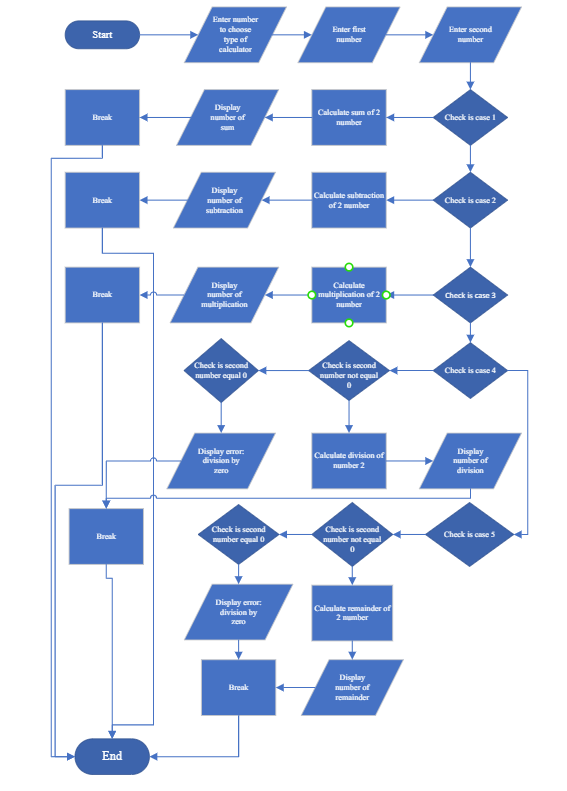 Start
Enter number
to choose
type of
calculator
Enter first
number
Enter second
number
Break
Display
number of
sum
Calculate sum of 2
number
Check is case 1
Break
Display
number of
subtraction
Calculate subtraction
of 2 number
Check is case 2
Break
Display
number of
multiplication
Calculate
multiplication of 2
number
Check is case 3
Check is second
number equal 0
Check is second
number not equal
0
Check is case 4
Display error:
division by
zero
Calculate division of
number 2
Display
number of
division
Break
Check is second
number equal 0
Check is second
number not equal
0
Check is case 5
Display error:
division by
zero
Calculate remainder of
2 number
Break
Display
number of
remainder
End